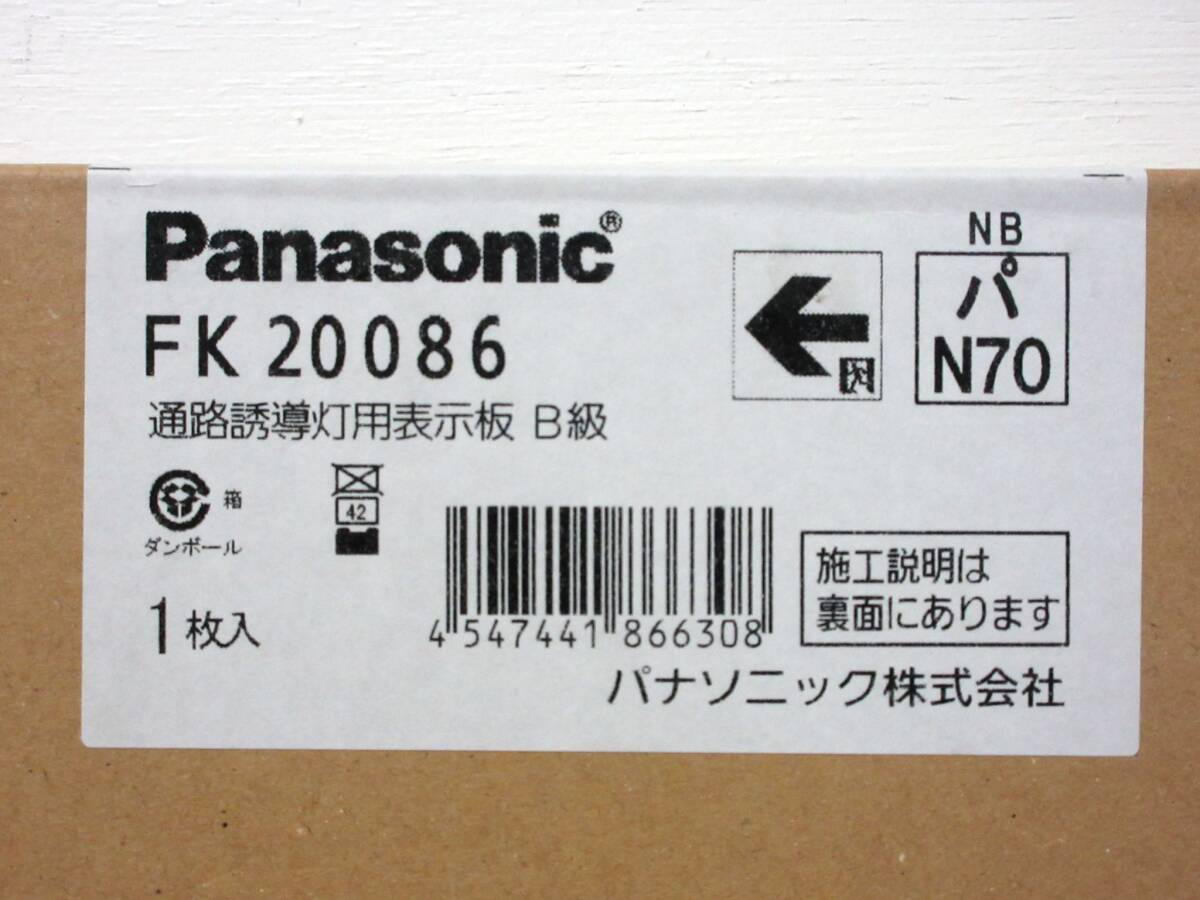 Panasonic®
FK 20086
通路誘導灯用表示板 B級
NB
パ
N70
箱
ダンボール
42
1枚入
4 547441 866308
施工説明は
裏面にあります
パナソニック株式会社